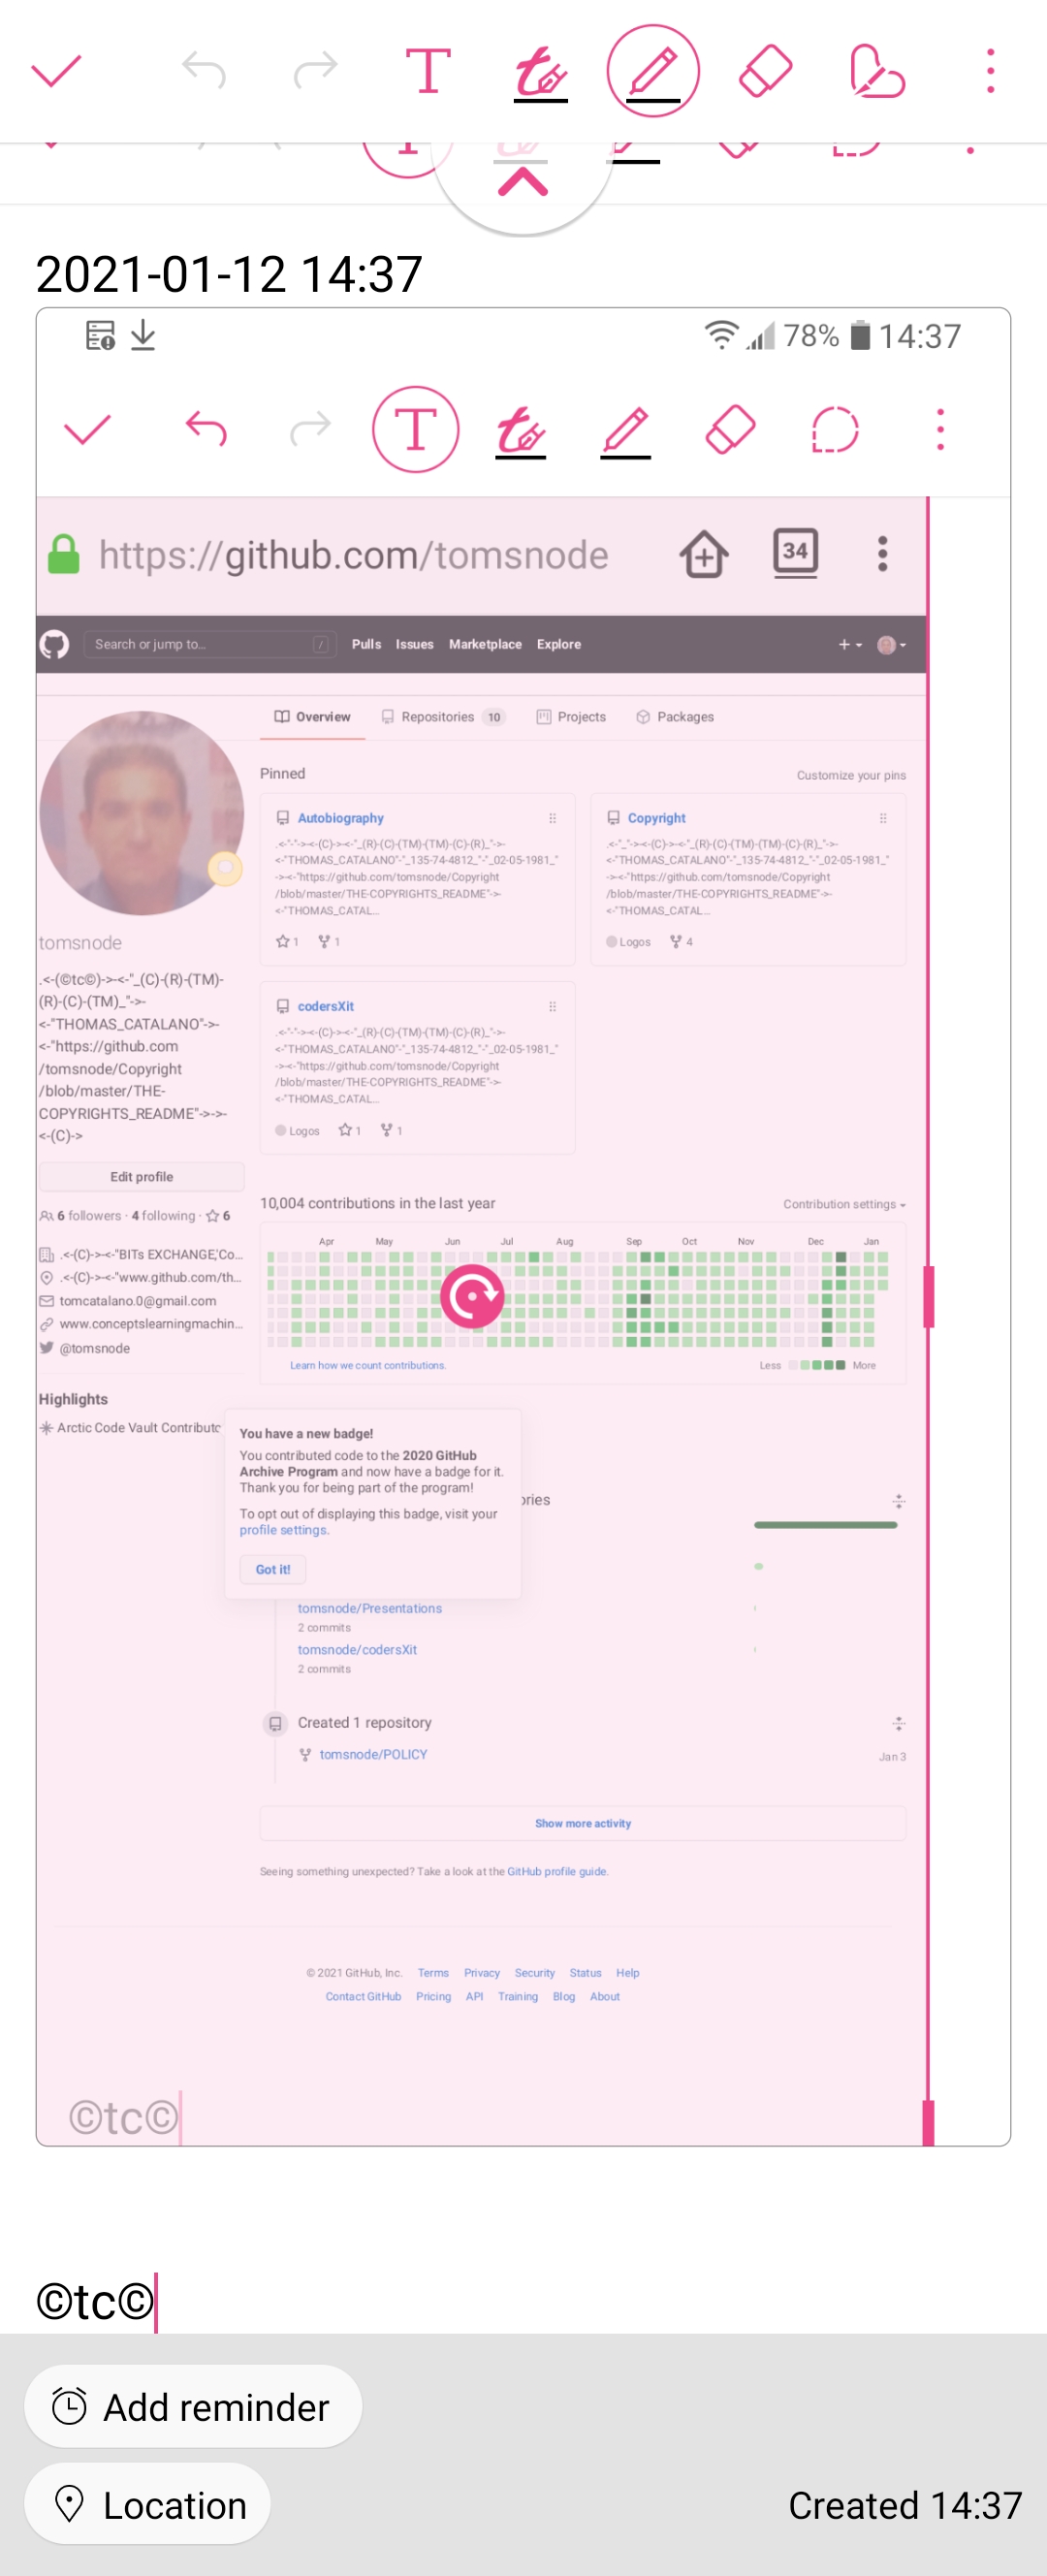 2021-01-12 14:37
78% 14:37
T
https://github.com/tomsnode
34
Search or jump to...
/
Pulls Issues Marketplace Explore
Overview Repositories 10 Projects Packages
Pinned
Customize your pins
Autobiography
.<-"-"->-<-(C)->-<-"_(R)-(C)-(TM)-(TM)-(C)-(R)_"->-
<-"THOMAS_CATALANO"-"_135-74-4812_"-"_02-05-1981_"
->-<-"https://github.com/tomsnode/Copyright
/blob/master/THE-COPYRIGHTS_README"->-
<-"THOMAS_CATAL...
1 1
Copyright
.<-"_"->-<-(C)->-<-"_(R)-(C)-(TM)-(TM)-(C)-(R)_"->-
<-"THOMAS_CATALANO"-"_135-74-4812_"-"_02-05-1981_"
->-<-"https://github.com/tomsnode/Copyright
/blob/master/THE-COPYRIGHTS_README"->-
<-"THOMAS_CATAL...
Logos 4
tomsnode
.<-(©tc©)->-<-"_(C)-(R)-(TM)-
(R)-(C)-(TM)_"->-
<-"THOMAS_CATALANO"->-
<-"https://github.com
/tomsnode/Copyright
/blob/master/THE-
COPYRIGHTS_README"->->-
<-(C)->
codersXit
.<-"-"->-<-(C)->-<-"_(R)-(C)-(TM)-(TM)-(C)-(R)_"->-
<-"THOMAS_CATALANO"-"_135-74-4812_"-"_02-05-1981_"
->-<-"https://github.com/tomsnode/Copyright
/blob/master/THE-COPYRIGHTS_README"->-
<-"THOMAS_CATAL...
Logos 1 1
Edit profile
6 followers · 4 following · 6
.<-(C)->-<-"BITs EXCHANGE,'Co...
.<-(C)->-<-"www.github.com/th...
tomcatalano.0@gmail.com
www.conceptslearningmachin...
@tomsnode
Highlights
Arctic Code Vault Contributo
10,004 contributions in the last year
Contribution settings
Apr May Jun Jul Aug Sep Oct Nov Dec Jan
Learn how we count contributions.
Less More
You have a new badge!
You contributed code to the 2020 GitHub
Archive Program and now have a badge for it.
Thank you for being part of the program!
To opt out of displaying this badge, visit your
profile settings.
Got it!
ories
tomsnode/Presentations
2 commits
tomsnode/codersXit
2 commits
Created 1 repository
tomsnode/POLICY
Jan 3
Show more activity
Seeing something unexpected? Take a look at the GitHub profile guide.
© 2021 GitHub, Inc. Terms Privacy Security Status Help
Contact GitHub Pricing API Training Blog About
©tc©
©tc©
Add reminder
Location
Created 14:37